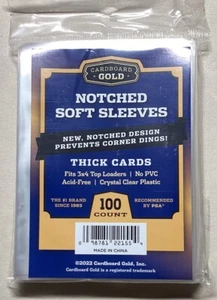 CARDBOARD
GOLD
NOTCHED
SOFT SLEEVES
NEW, NOTCHED DESIGN
PREVENTS CORNER DINGS!
THICK CARDS
Fits 3x4 Top Loaders | No PVC
Acid-Free | Crystal Clear Plastic
THE #1 BRAND
SINCE 1985
100
COUNT
RECOMMENDED
BY PSA*
MADE IN CHINA
©2022 Cardboard Gold, Inc.
Cardboard Gold is a registered trademark